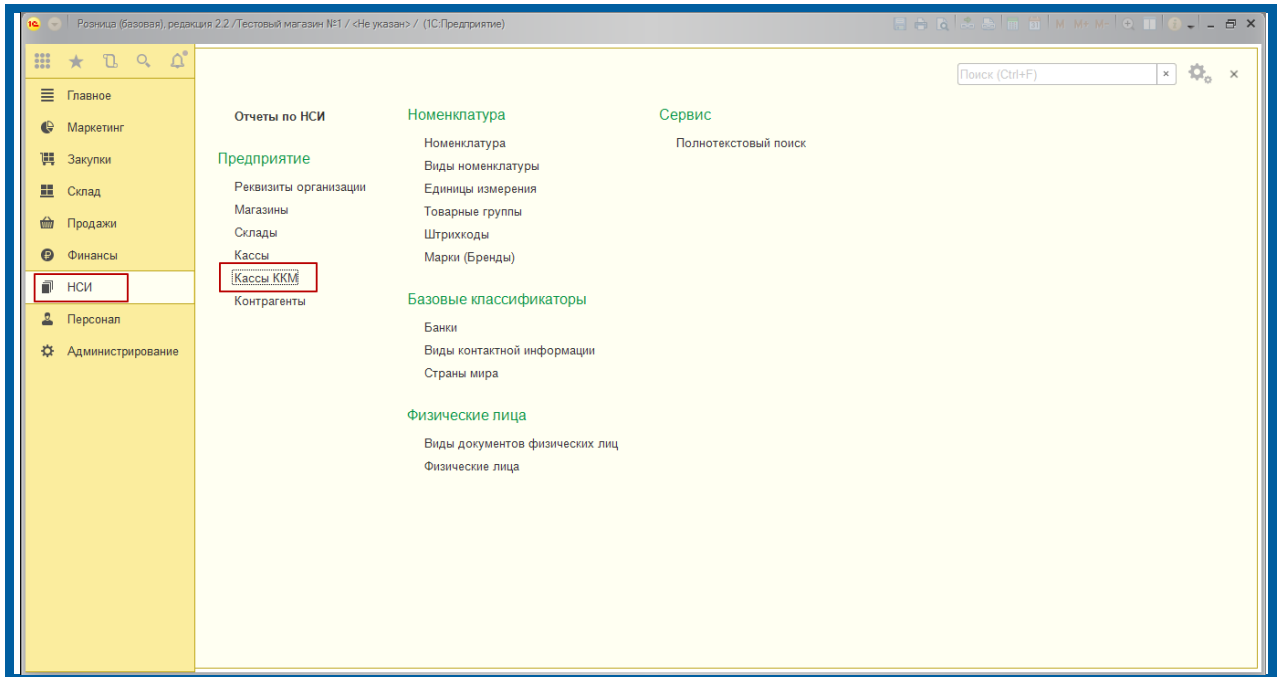 1С Розница (базовая), редакция 2.2 /Тестовый магазин №1 / <Не указан> / (1С:Предприятие) M M+ M-
Поиск (Ctrl+F) ×
Главное
Маркетинг
Закупки
Склад
Продажи
Финансы
НСИ
Персонал
Администрирование
Отчеты по НСИ
Предприятие
Реквизиты организации
Магазины
Склады
Кассы
Кассы ККМ
Контрагенты
Номенклатура
Номенклатура
Виды номенклатуры
Единицы измерения
Товарные группы
Штрихкоды
Марки (Бренды)
Базовые классификаторы
Банки
Виды контактной информации
Страны мира
Физические лица
Виды документов физических лиц
Физические лица
Сервис
Полнотекстовый поиск